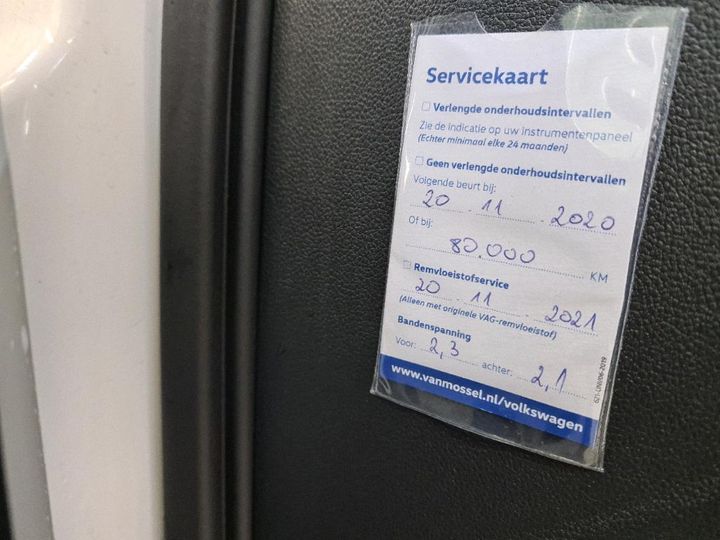 Servicekaart
Verlengde onderhoudsintervallen
Zie de indicatie op uw instrumentenpaneel
(Echter minimaal elke 24 maanden)
Geen verlengde onderhoudsintervallen
Volgende beurt bij:
20 . 11 . 2020
Of bij:
80.000 KM
Remvloeistofservice
20 . 11 . 2021
(Alleen met originele VAG-remvloeistof)
Bandenspanning
Voor: 2,3 achter: 2,1
www.vanmossel.nl/volkswagen